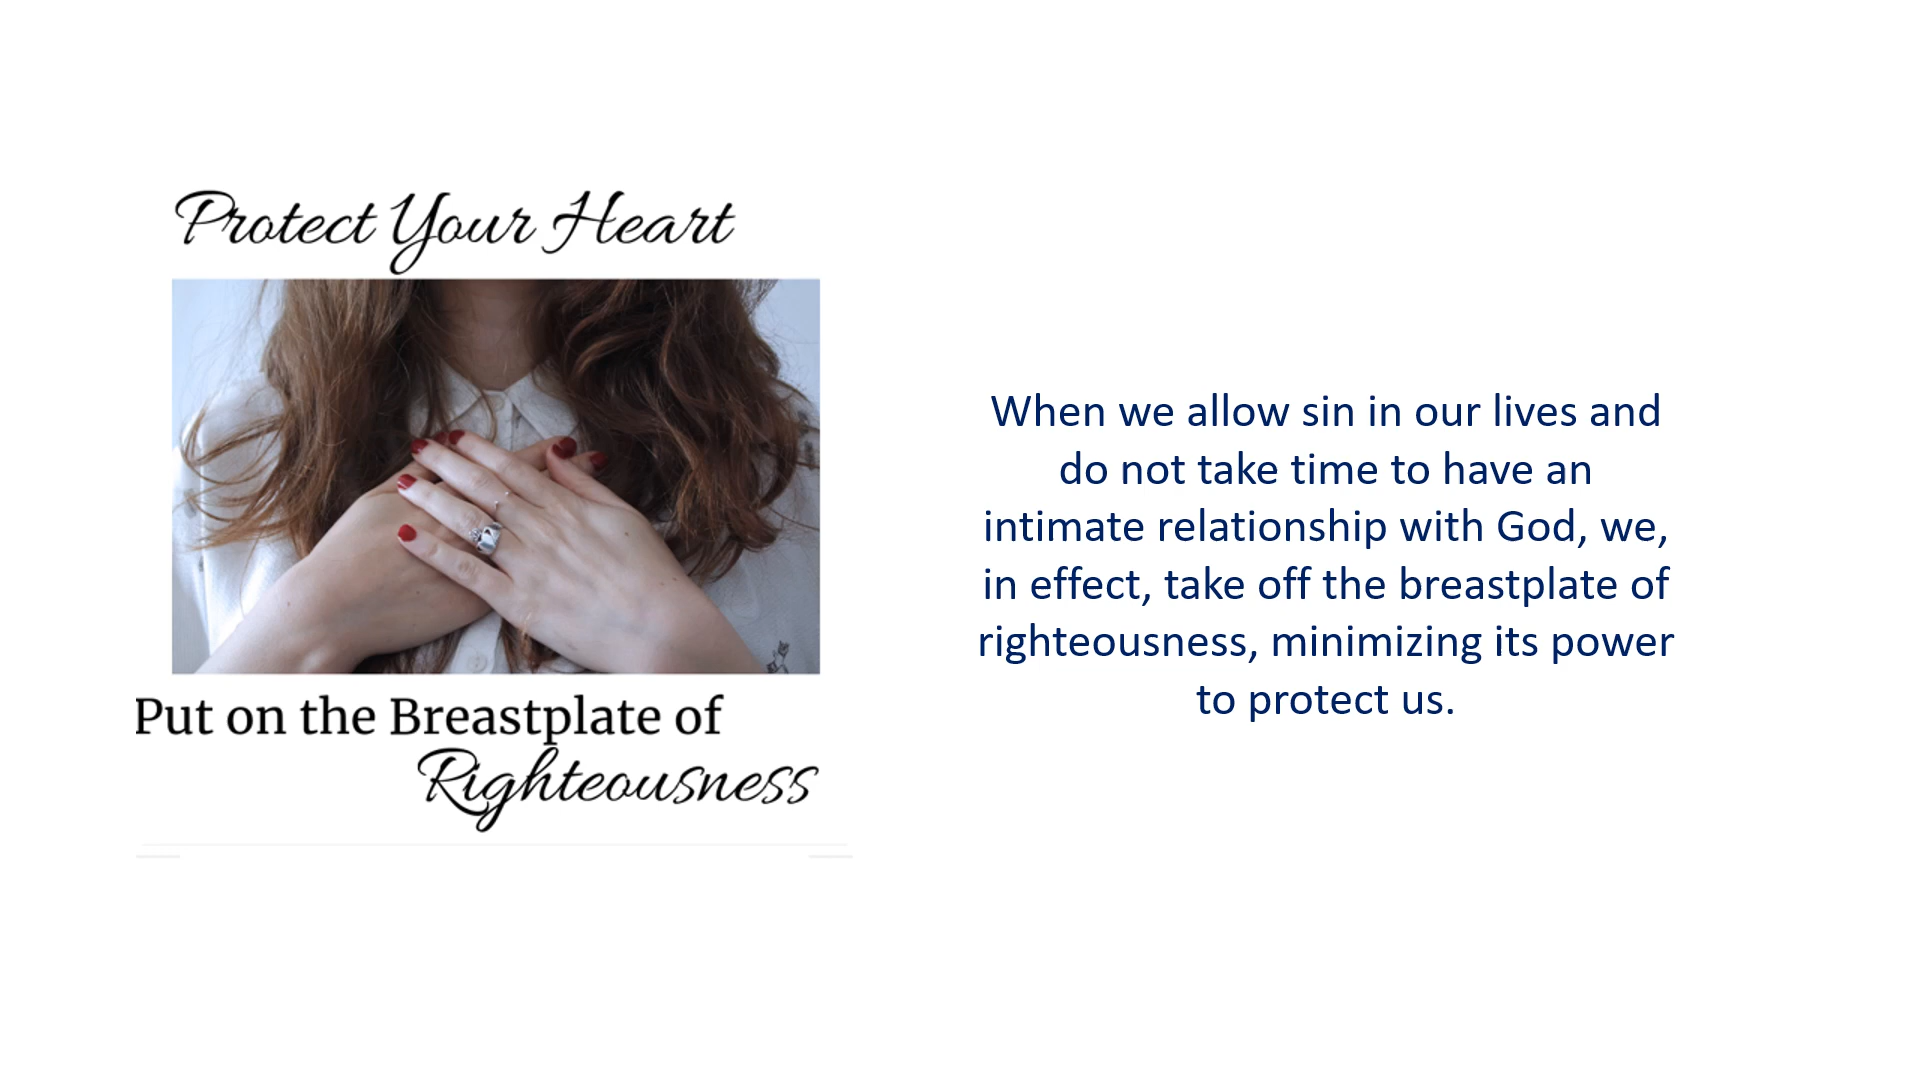 Protect Your Heart
Put on the Breastplate of
Righteousness
When we allow sin in our lives and
do not take time to have an
intimate relationship with God, we,
in effect, take off the breastplate of
righteousness, minimizing its power
to protect us.